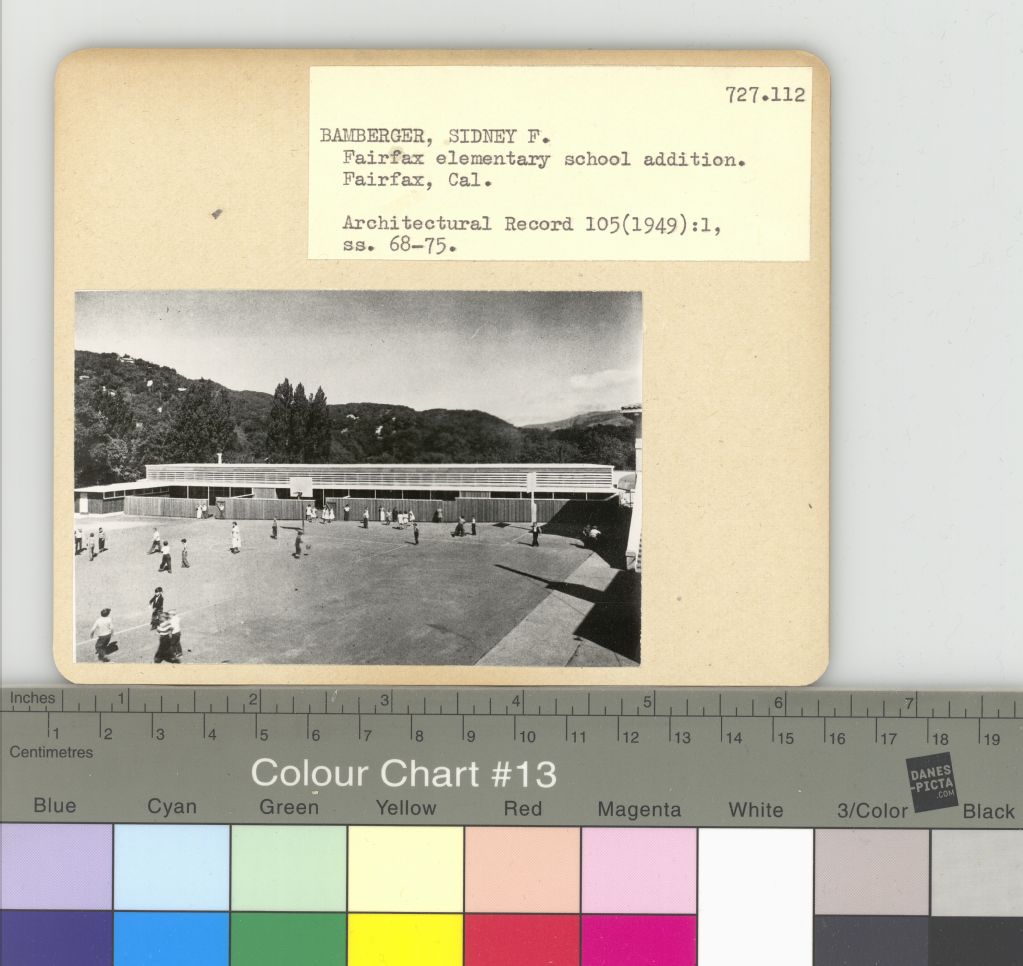 727.112
BAMBERGER, SIDNEY F.
Fairfax elementary school addition.
Fairfax, Cal.
Architectural Record 105(1949):1,
ss. 68-75.
Inches 1 2 3 4 5 6 7
1 2 3 4 5 6 7 8 9 10 11 12 13 14 15 16 17 18 19
Centimetres
Colour Chart #13
DANES
-PICTA
.COM
Blue Cyan Green Yellow Red Magenta White 3/Color Black